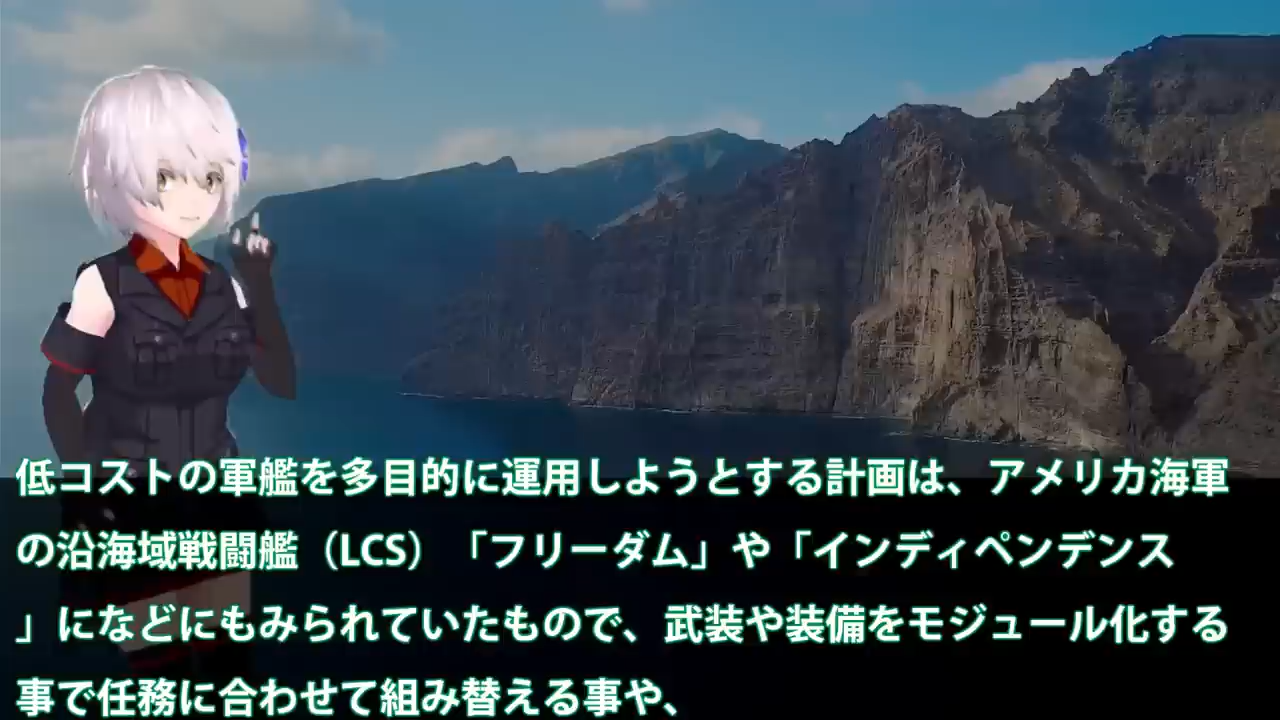 低コストの軍艦を多目的に運用しようとする計画は、アメリカ海軍
の沿海域戦闘艦（LCS）「フリーダム」や「インディペンデンス
」になどにもみられていたもので、武装や装備をモジュール化する
事で任務に合わせて組み替える事や、